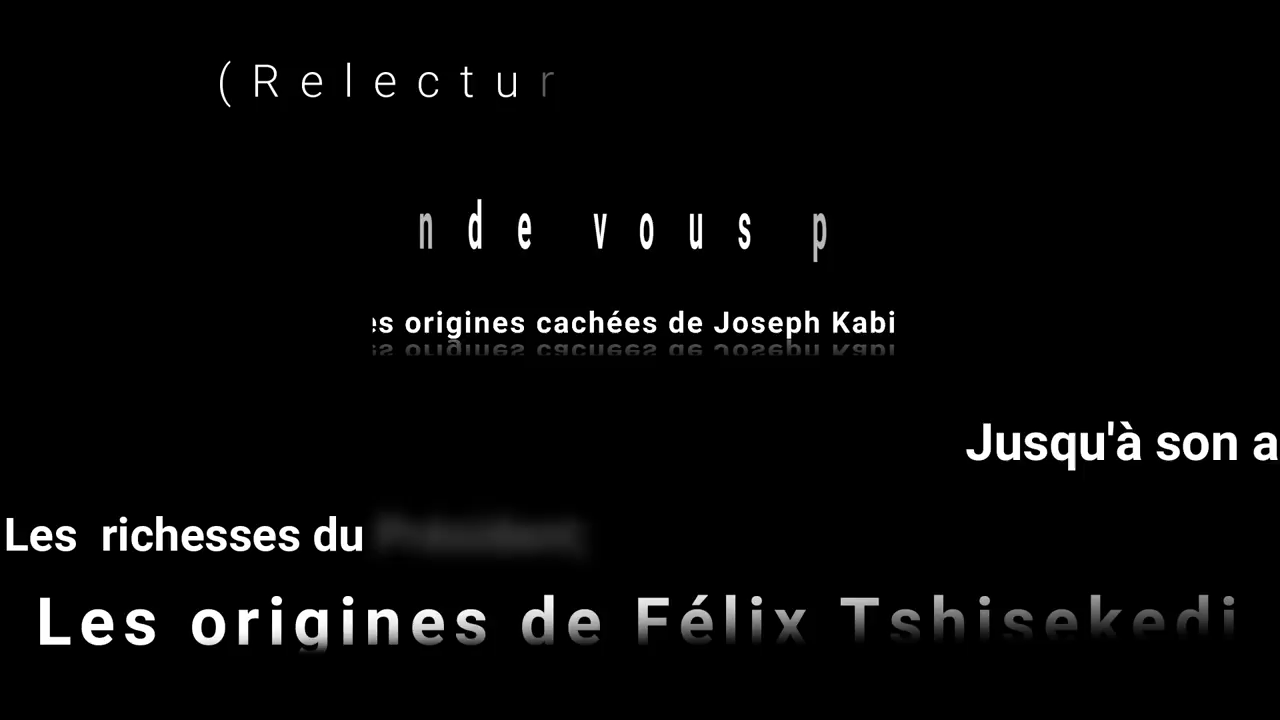 (Relectur
nde vous p
es origines cachées de Joseph Kabi
Jusqu'à son a
Les richesses du
Les origines de Félix Tshisekedi